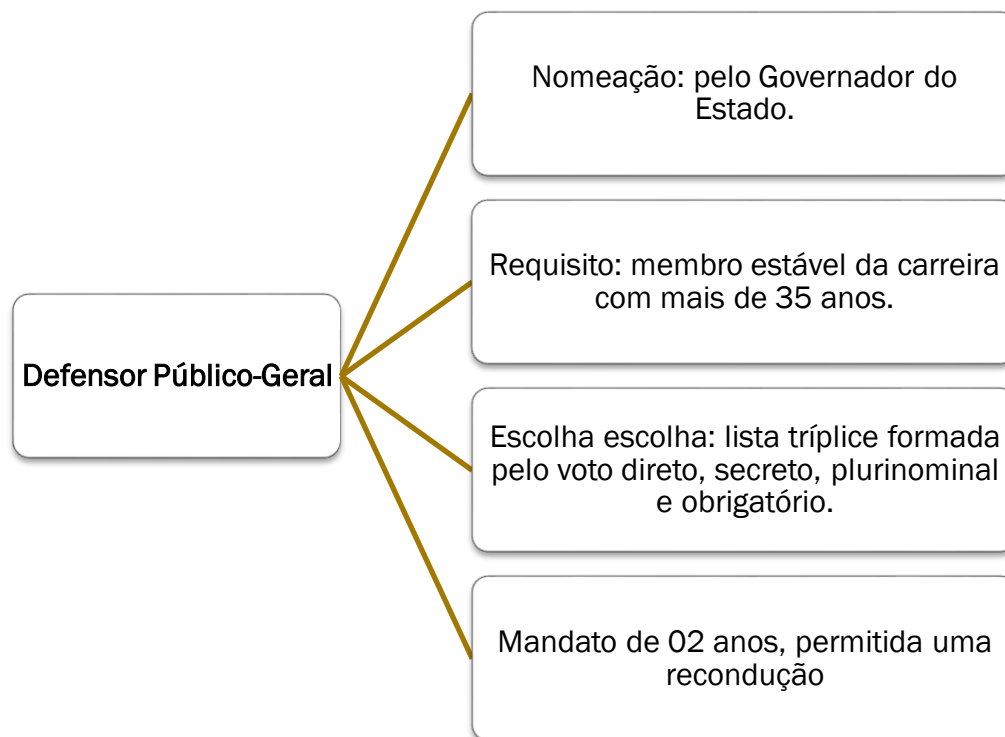 Nomeação: pelo Governador do
Estado.
Requisito: membro estável da carreira
com mais de 35 anos.
Defensor Público-Geral
Escolha escolha: lista tríplice formada
pelo voto direto, secreto, plurinominal
e obrigatório.
Mandato de 02 anos, permitida uma
recondução